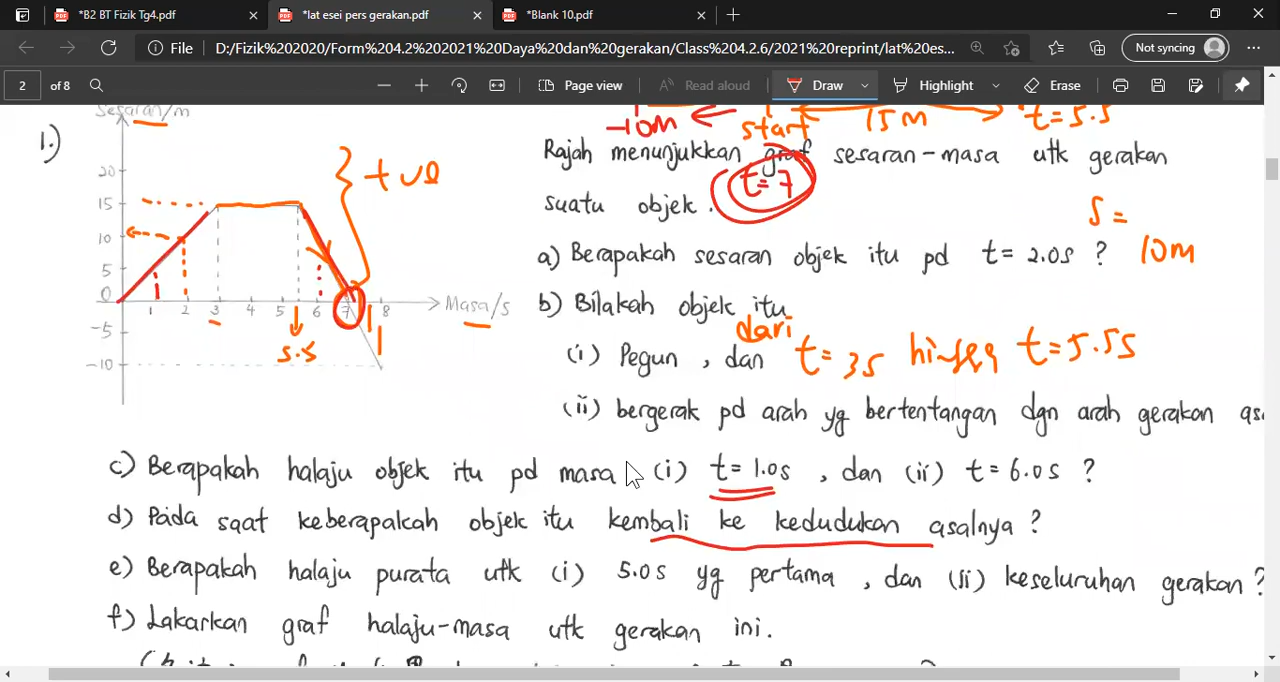 *B2 BT Fizik Tg4.pdf
*lat esei pers gerakan.pdf
*Blank 10.pdf
File
D:/Fizik%202020/Form%204.2%202021%20Daya%20dan%20gerakan/Class%204.2.6/2021%20reprint/lat%20es...
Not syncing
2 of 8
Page view
Read aloud
Draw
Highlight
Erase
Sesaran/m
1.)
20
15
10
5
0
-5
-10
1 2 3 4 5 6 7 8
Masa/s
5.5
+ve
-10m
start
15m
t=5.5
Rajah menunjukkan graf sesaran-masa utk gerakan
t=7
suatu objek.
s =
a) Berapakah sesaran objek itu pd t= 2.0s ? 10m
b) Bilakah objek itu
dari
(i) Pegun, dan t= 3s hingga t=5.5s
(ii) bergerak pd arah yg bertentangan dgn arah gerakan as
c) Berapakah halaju objek itu pd masa (i) t= 1.0s , dan (ii) t= 6.0s ?
d) Pada saat keberapakah objek itu kembali ke kedudukan asalnya ?
e) Berapakah halaju purata utk (i) 5.0s yg pertama , dan (ii) keseluruhan gerakan ?
f) Lakarkan graf halaju-masa utk gerakan ini.